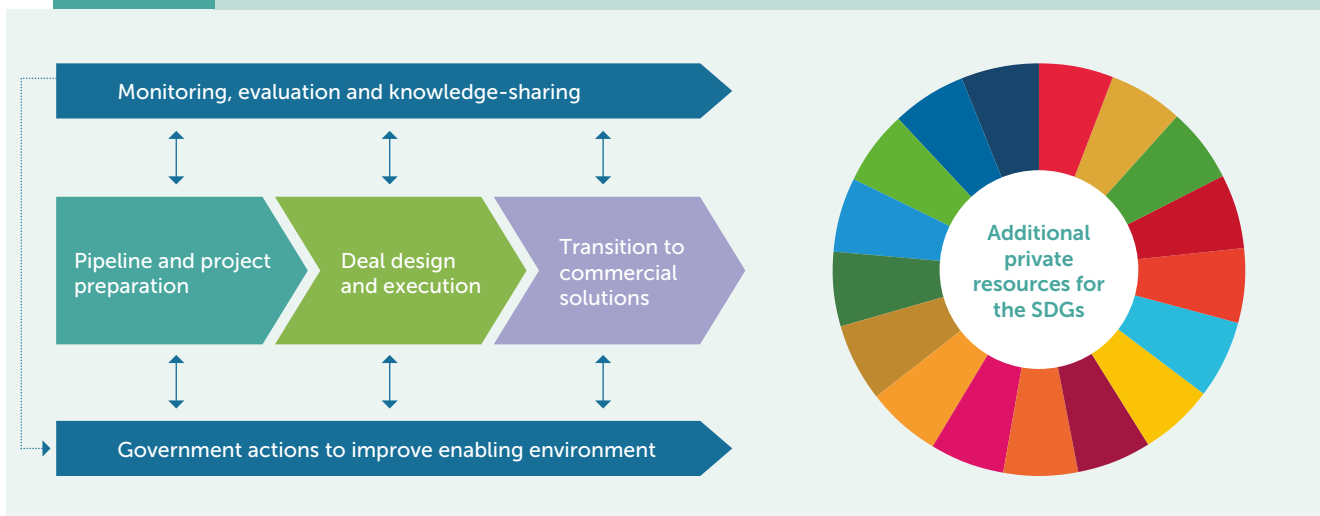 Monitoring, evaluation and knowledge-sharing
Pipeline and project
preparation
Deal design
and execution
Transition to
commercial
solutions
Additional
private
resources for
the SDGs
Government actions to improve enabling environment